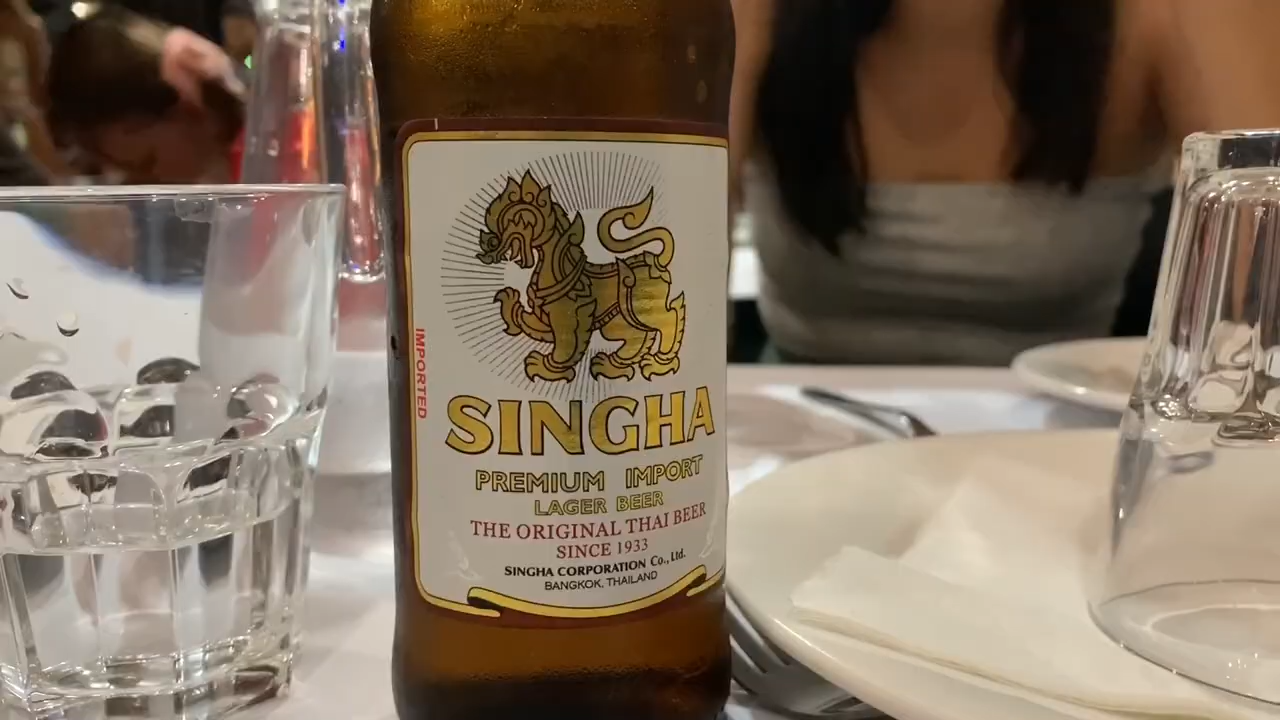 IMPORTED
SINGHA
PREMIUM IMPORT
LAGER BEER
THE ORIGINAL THAI BEER
SINCE 1933
SINGHA CORPORATION Co., Ltd.
BANGKOK, THAILAND